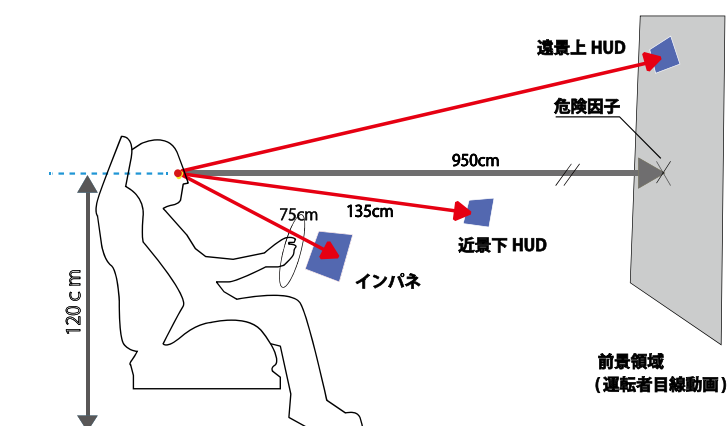 遠景上 HUD
危険因子
950cm
75cm
135cm
近景下 HUD
インパネ
120cm
前景領域
(運転者目線動画)